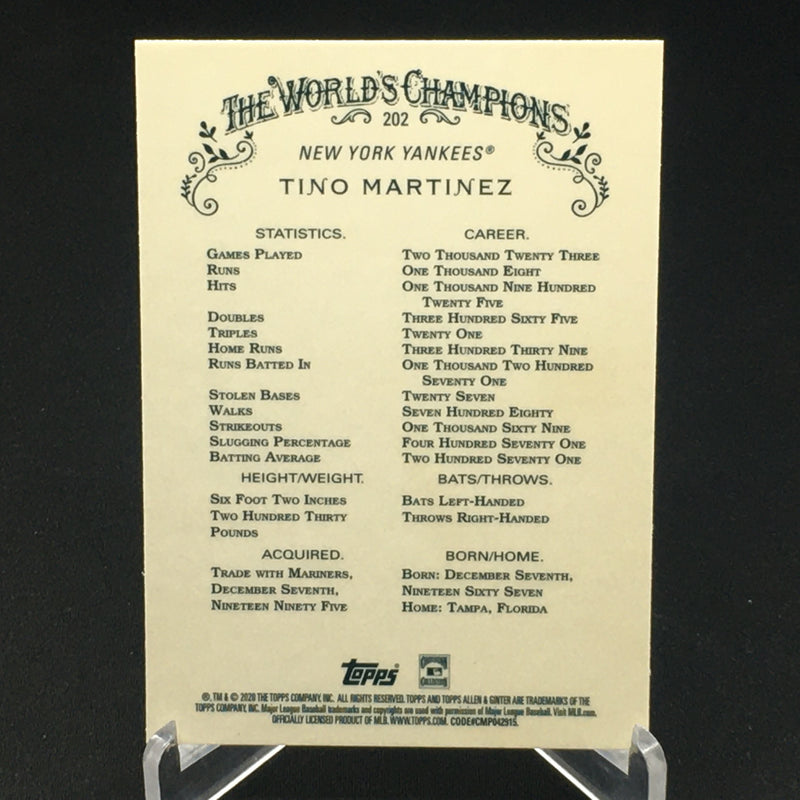 THE WORLD'S CHAMPIONS
202
NEW YORK YANKEES®
TINO MARTINEZ
STATISTICS. CAREER.
GAMES PLAYED TWO THOUSAND TWENTY THREE
RUNS ONE THOUSAND EIGHT
HITS ONE THOUSAND NINE HUNDRED
TWENTY FIVE
DOUBLES THREE HUNDRED SIXTY FIVE
TRIPLES TWENTY ONE
HOME RUNS THREE HUNDRED THIRTY NINE
RUNS BATTED IN ONE THOUSAND TWO HUNDRED
SEVENTY ONE
STOLEN BASES TWENTY SEVEN
WALKS SEVEN HUNDRED EIGHTY
STRIKEOUTS ONE THOUSAND SIXTY NINE
SLUGGING PERCENTAGE FOUR HUNDRED SEVENTY ONE
BATTING AVERAGE TWO HUNDRED SEVENTY ONE
HEIGHT/WEIGHT. BATS/THROWS.
SIX FOOT TWO INCHES BATS LEFT-HANDED
TWO HUNDRED THIRTY THROWS RIGHT-HANDED
POUNDS
ACQUIRED. BORN/HOME.
TRADE WITH MARINERS, BORN: DECEMBER SEVENTH,
DECEMBER SEVENTH, NINETEEN SIXTY SEVEN
NINETEEN NINETY FIVE HOME: TAMPA, FLORIDA
topps
®, TM & © 2020 THE TOPPS COMPANY, INC. ALL RIGHTS RESERVED. TOPPS AND TOPPS ALLEN & GINTER ARE TRADEMARKS OF THE
TOPPS COMPANY, INC. Major League Baseball trademarks and copyrights are used with permission of Major League Baseball. Visit MLB.com.
OFFICIALLY LICENSED PRODUCT OF MLB. WWW.TOPPS.COM. CODE#CMP042915.